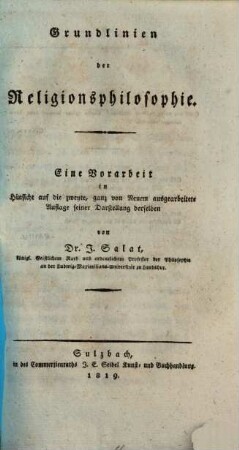 Grundlinien
der
Religionsphilosophie.
Eine Vorarbeit
in
Hinsicht auf die zweyte, ganz von Neuem ausgearbeitete
Auflage seiner Darstellung derselben
von
Dr. J. Salat,
Königl. Geistlichem Rath und ordentlichem Professor der Philosophie
an der Ludwig-Maximilians-Universität zu Landshut.
Sulzbach,
in des Commerzienraths J. E. Seidel Kunst- und Buchhandlung.
1819.